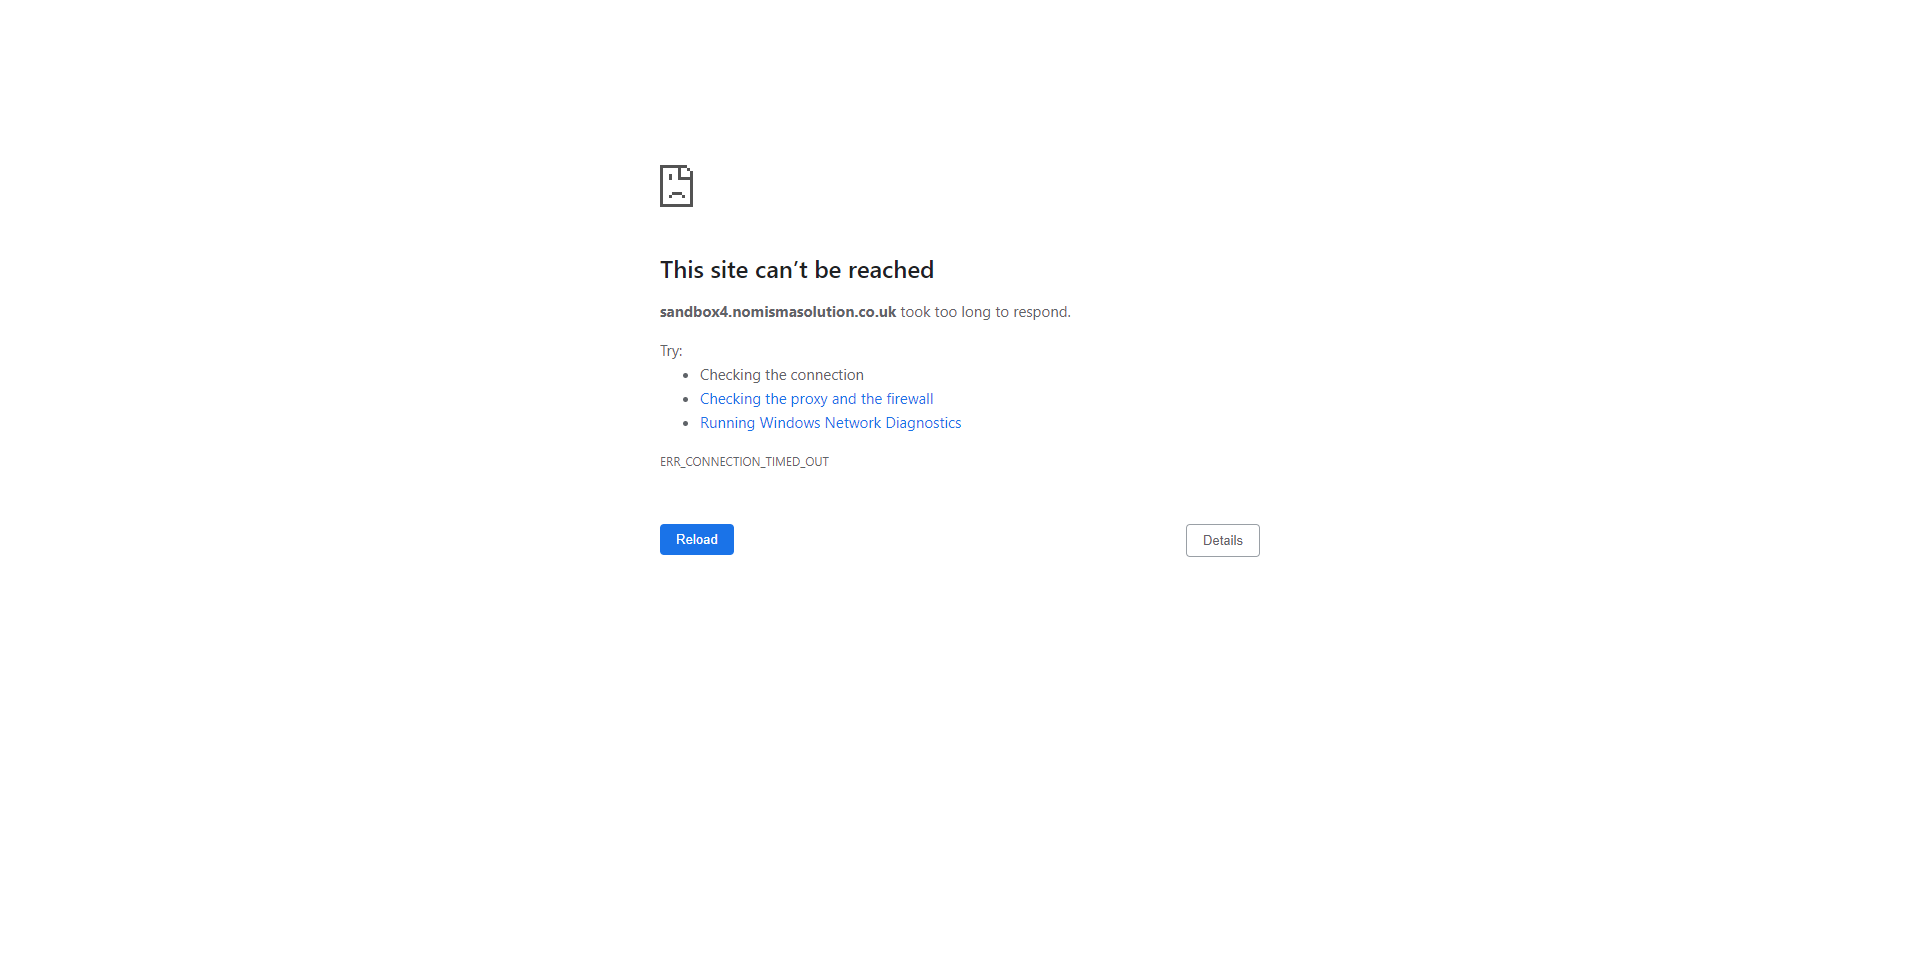 This site can’t be reached
sandbox4.nomismasolution.co.uk took too long to respond.
Try:
Checking the connection
Checking the proxy and the firewall
Running Windows Network Diagnostics
ERR_CONNECTION_TIMED_OUT
Reload
Details